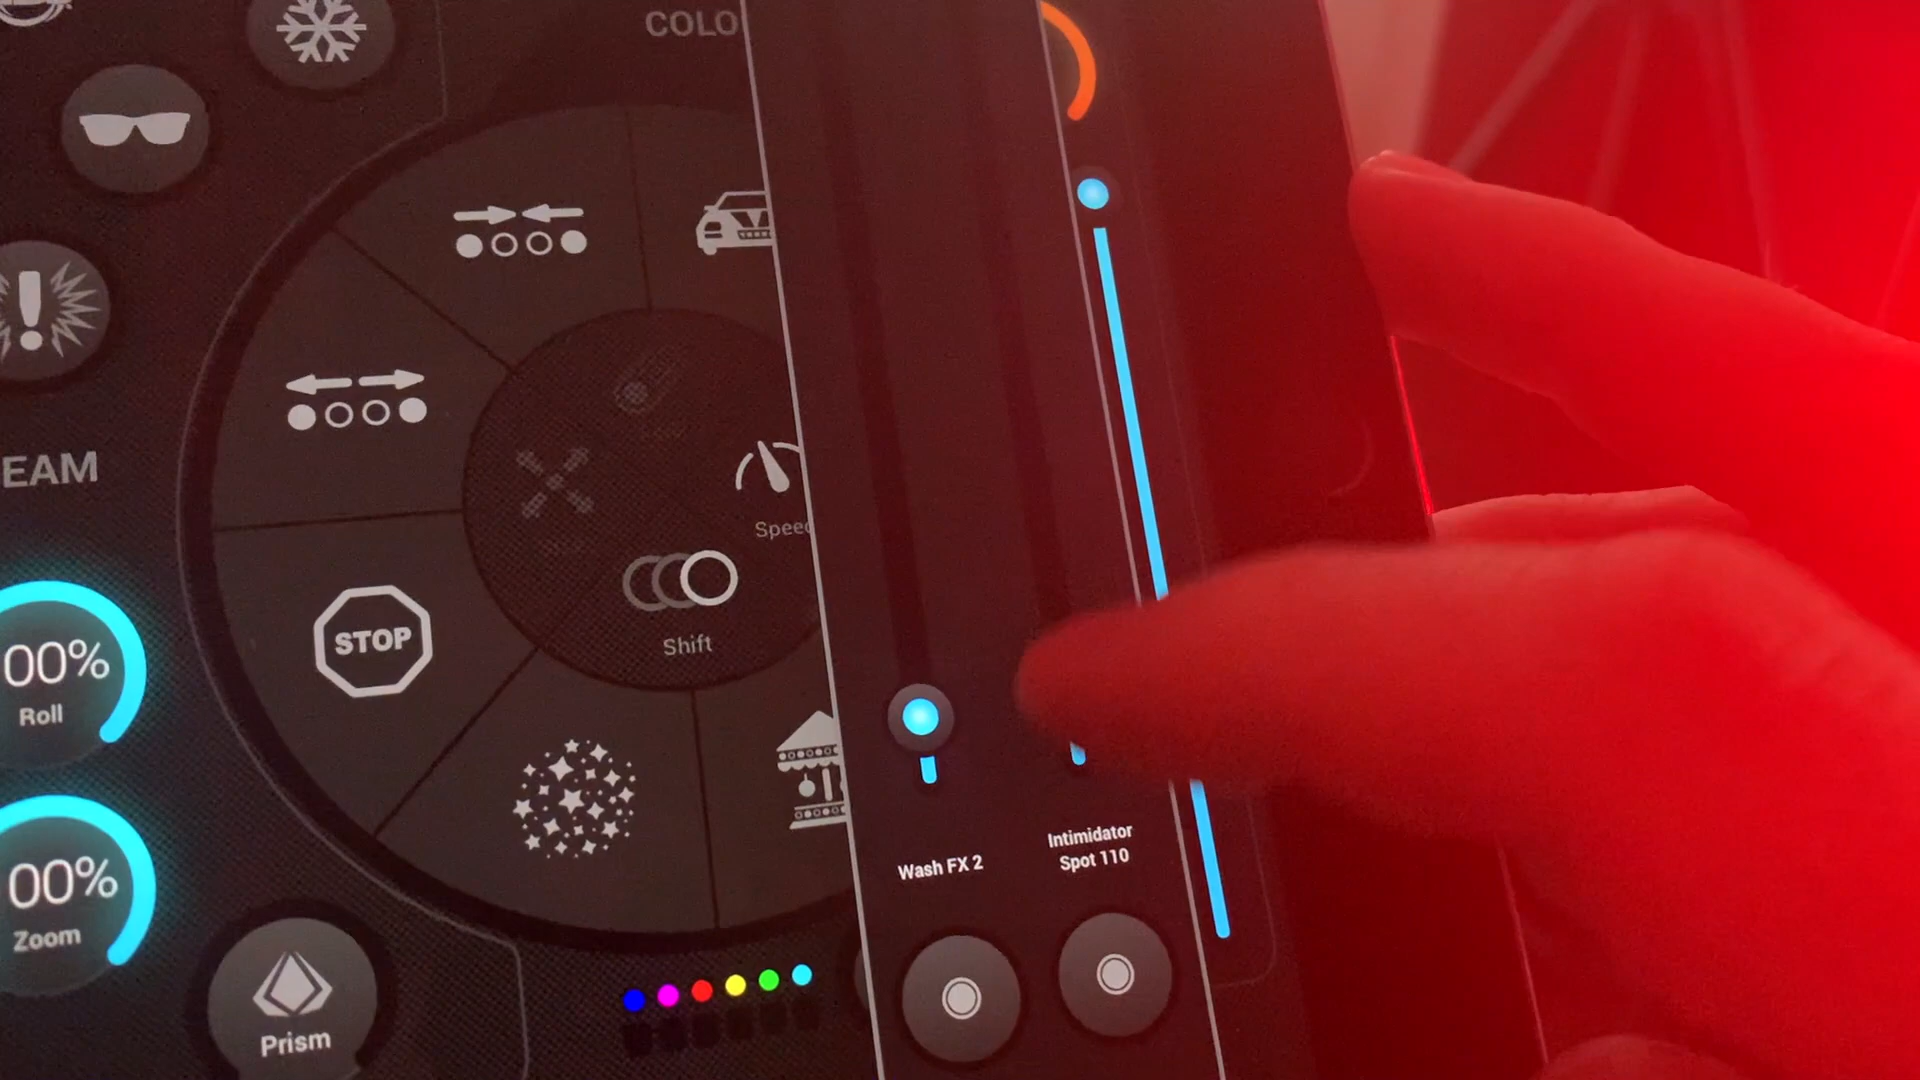 COLO
EAM
Speed
STOP
Shift
00%
Roll
00%
Zoom
Wash FX 2
Intimidator
Spot 110
Prism